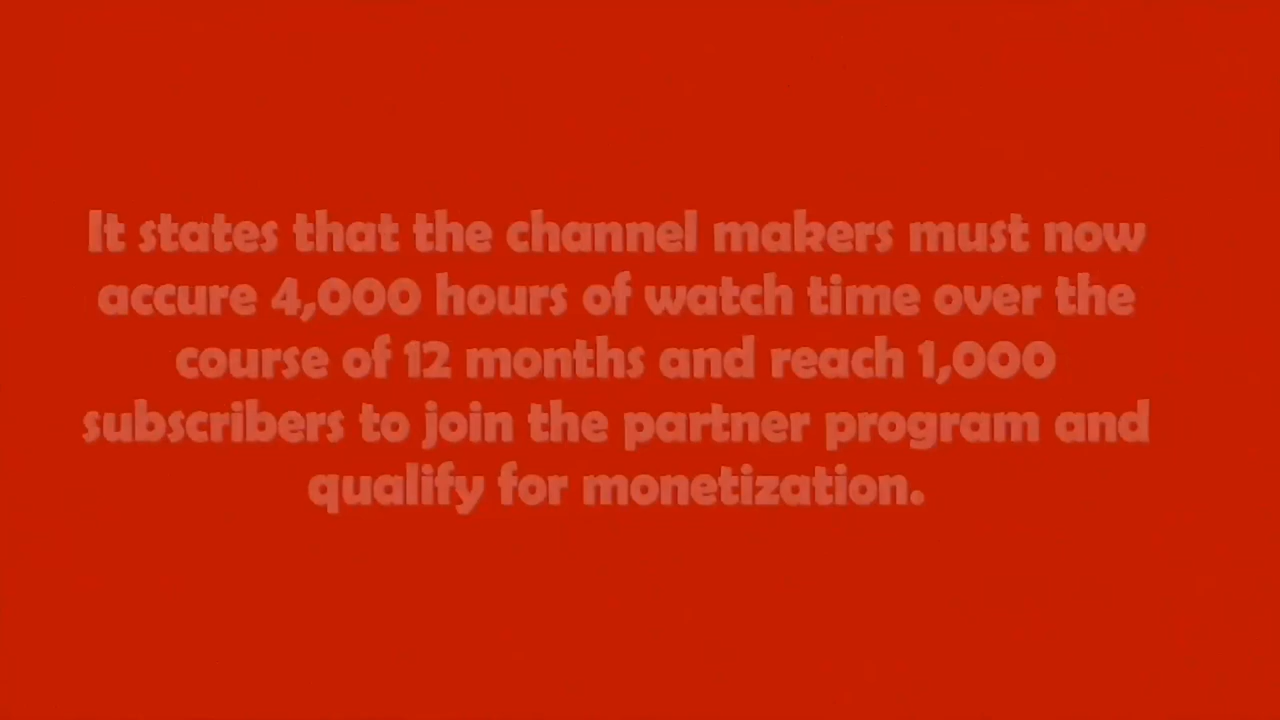 It states that the channel makers must now
accure 4,000 hours of watch time over the
course of 12 months and reach 1,000
subscribers to join the partner program and
qualify for monetization.